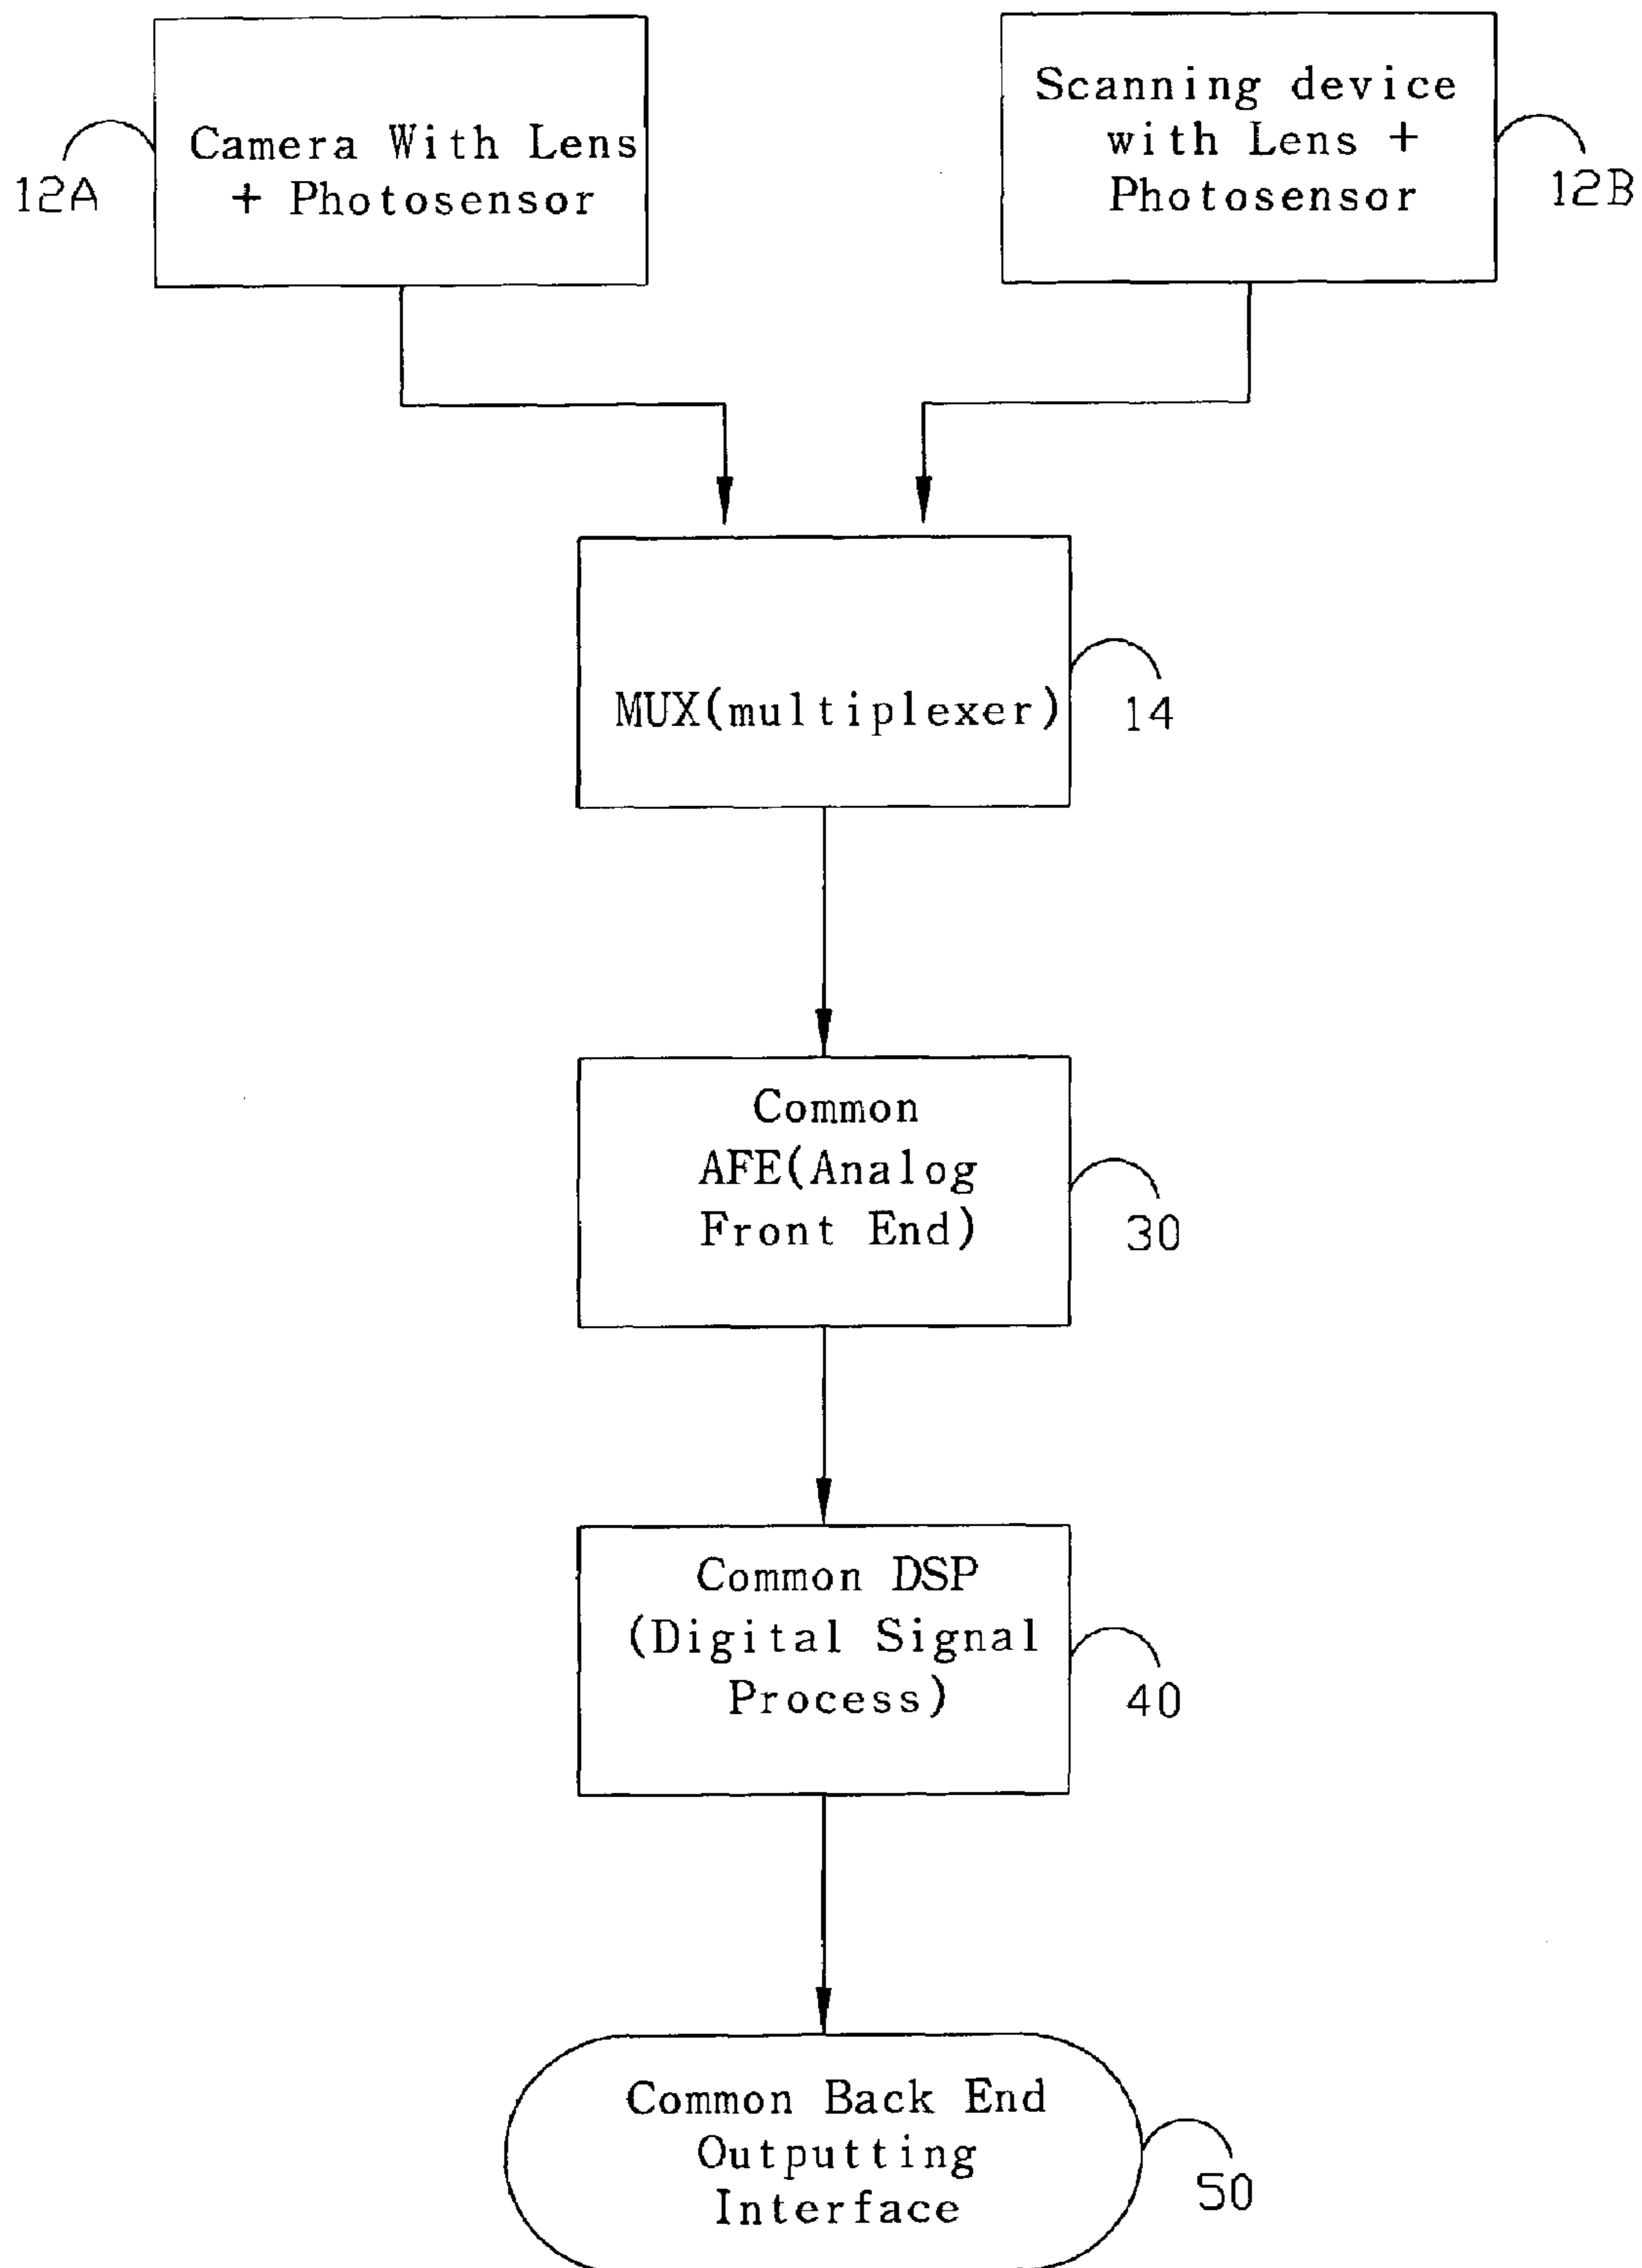 Camera With Lens
+ Photosensor
12A
Scanning device
with Lens +
Photosensor
12B
MUX(multiplexer)
14
Common
AFE(Analog
Front End)
30
Common DSP
(Digital Signal
Process)
40
Common Back End
Outputting
Interface
50